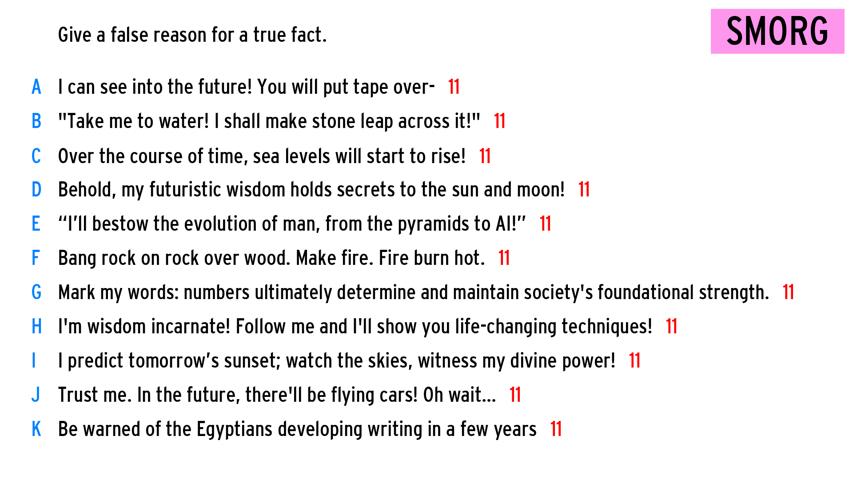 Give a false reason for a true fact.
SMORG
A I can see into the future! You will put tape over- 11
B "Take me to water! I shall make stone leap across it!" 11
C Over the course of time, sea levels will start to rise! 11
D Behold, my futuristic wisdom holds secrets to the sun and moon! 11
E “I’ll bestow the evolution of man, from the pyramids to AI!” 11
F Bang rock on rock over wood. Make fire. Fire burn hot. 11
G Mark my words: numbers ultimately determine and maintain society's foundational strength. 11
H I'm wisdom incarnate! Follow me and I'll show you life-changing techniques! 11
I I predict tomorrow’s sunset; watch the skies, witness my divine power! 11
J Trust me. In the future, there'll be flying cars! Oh wait... 11
K Be warned of the Egyptians developing writing in a few years 11